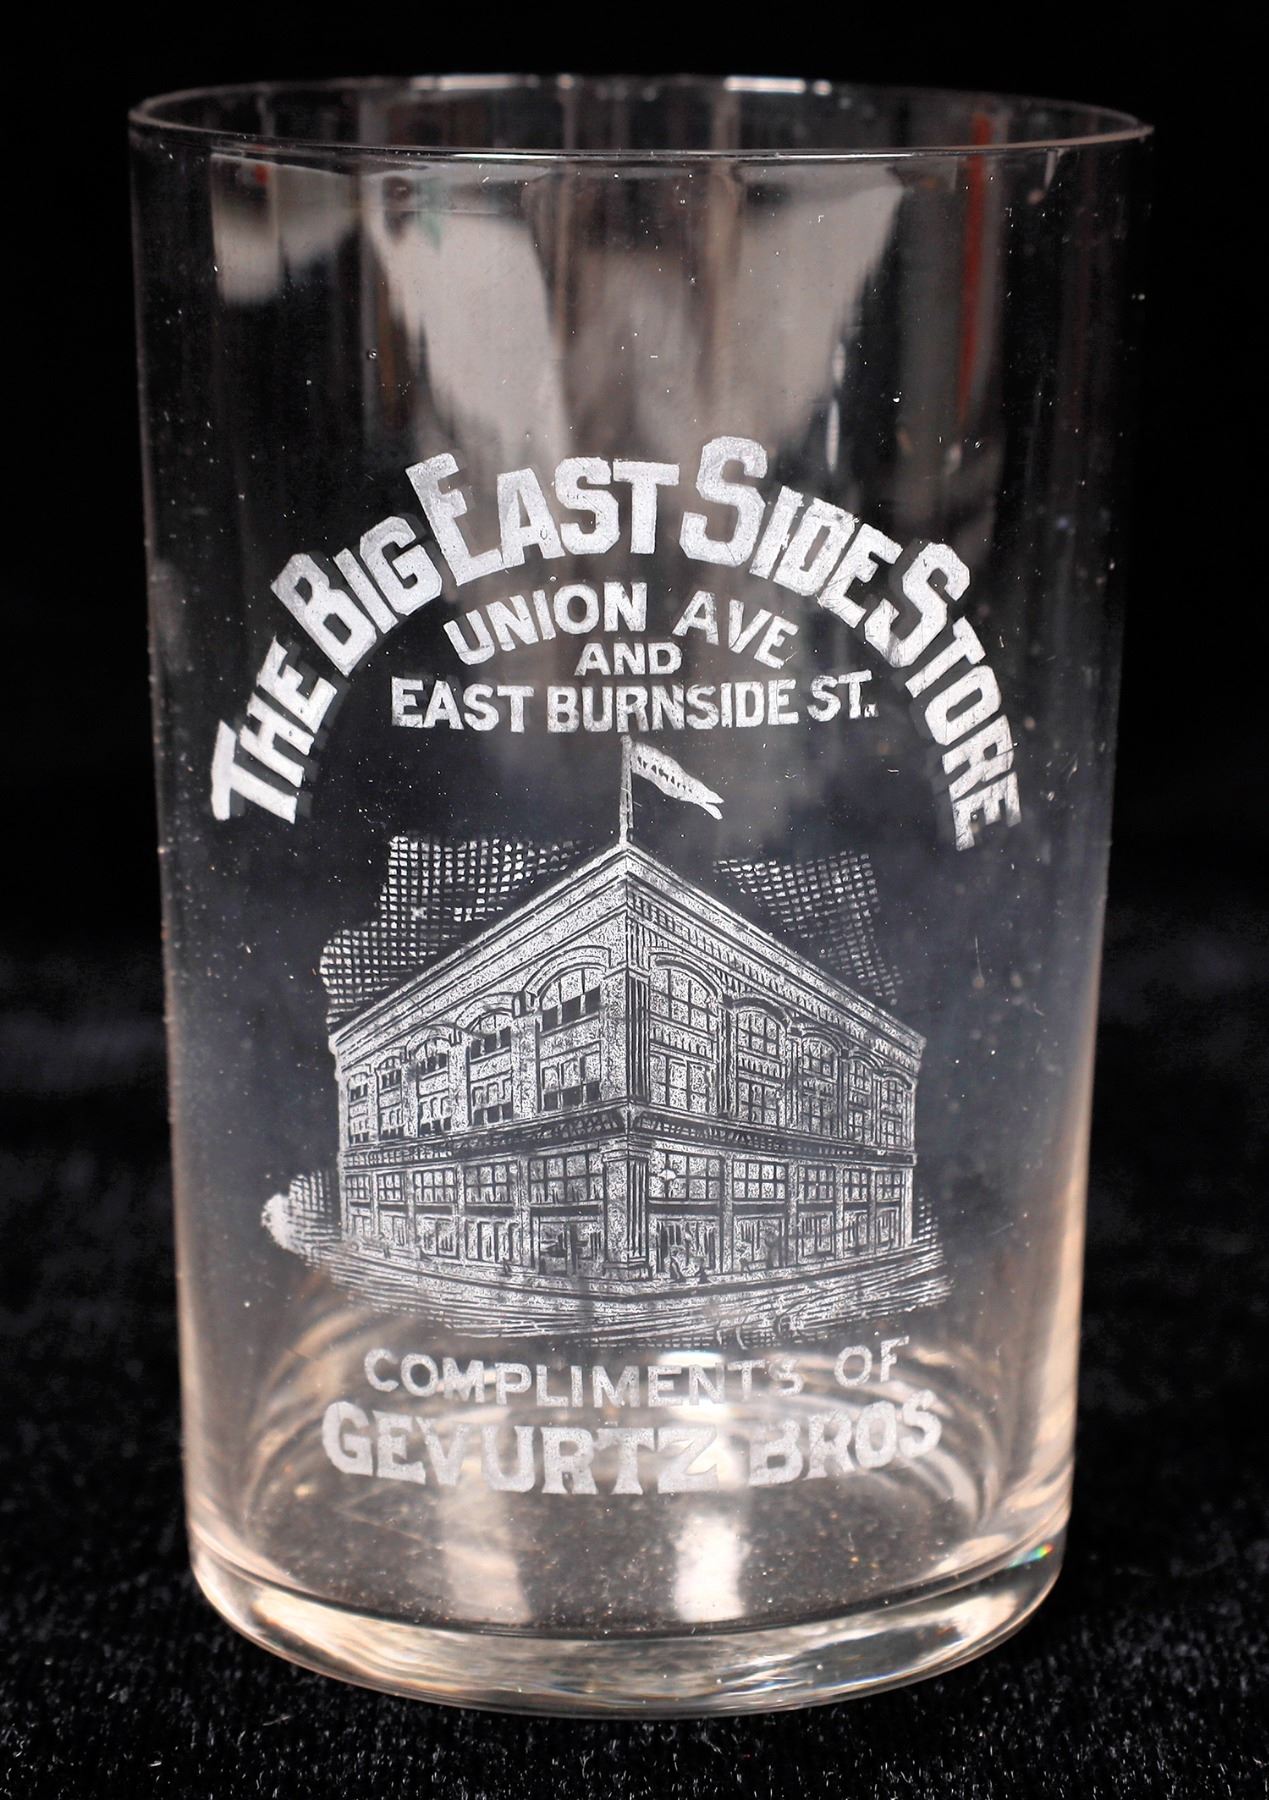 THE BIG EAST SIDE STORE
UNION AVE
AND
EAST BURNSIDE ST.
COMPLIMENTS OF
GEVURTZ BROS